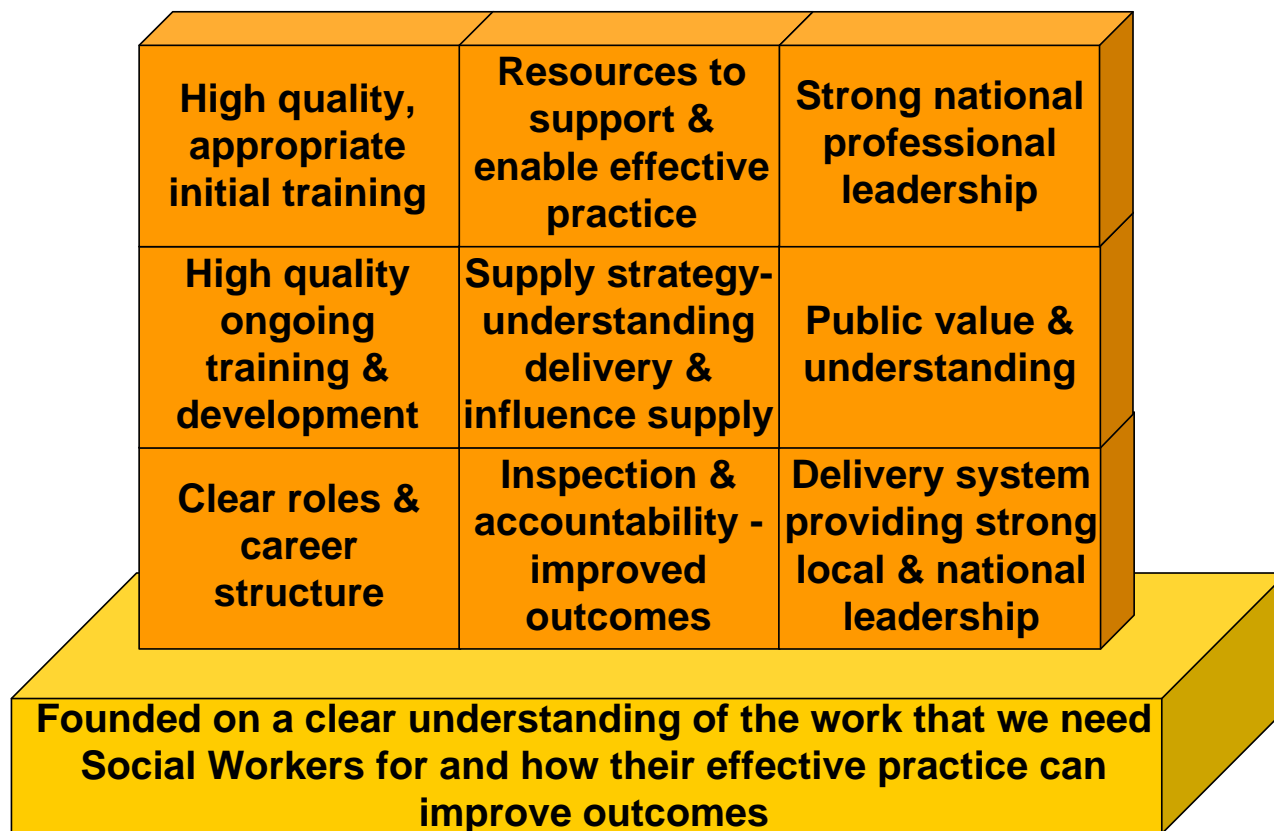 High quality,
appropriate
initial training
Resources to
support &
enable effective
practice
Strong national
professional
leadership
High quality
ongoing
training &
development
Supply strategy-
understanding
delivery &
influence supply
Public value &
understanding
Clear roles &
career
structure
Inspection &
accountability -
improved
outcomes
Delivery system
providing strong
local & national
leadership
Founded on a clear understanding of the work that we need
Social Workers for and how their effective practice can
improve outcomes